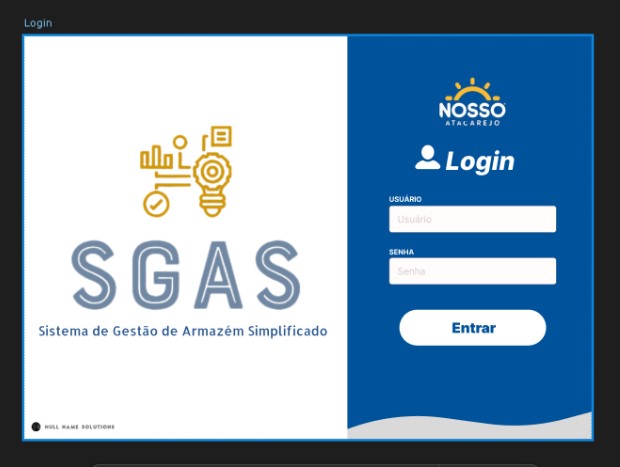 Login
NOSSO
ATACAREJO
Login
USUÁRIO
Usuário
SENHA
Senha
Entrar
SGAS
Sistema de Gestão de Armazém Simplificado
NULL NAME SOLUTIONS